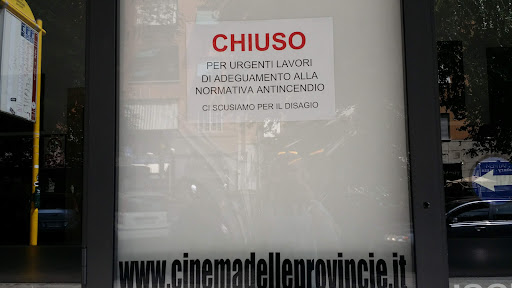 CHIUSO
PER URGENTI LAVORI
DI ADEGUAMENTO ALLA
NORMATIVA ANTINCENDIO
CI SCUSIAMO PER IL DISAGIO
www.cinemadelleprovincie.it